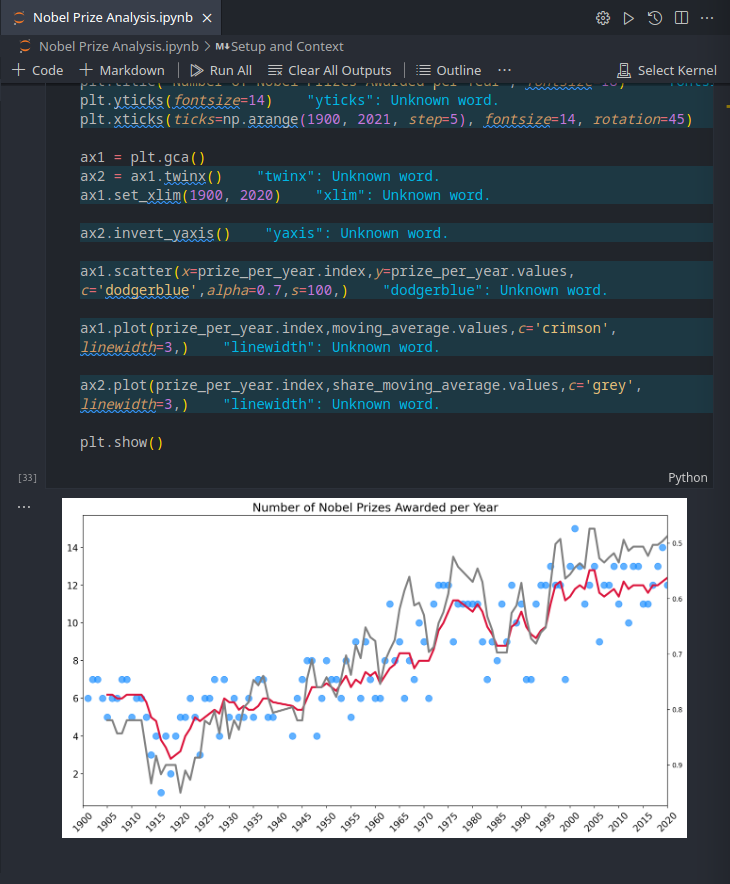 Nobel Prize Analysis.ipynb
Nobel Prize Analysis.ipynb > M↓Setup and Context
+ Code + Markdown Run All Clear All Outputs Outline ... Select Kernel
plt.title("Number of Nobel Prizes Awarded per Year", fontsize=16)
plt.yticks(fontsize=14) "yticks": Unknown word.
plt.xticks(ticks=np.arange(1900, 2021, step=5), fontsize=14, rotation=45)
ax1 = plt.gca()
ax2 = ax1.twinx() "twinx": Unknown word.
ax1.set_xlim(1900, 2020) "xlim": Unknown word.
ax2.invert_yaxis() "yaxis": Unknown word.
ax1.scatter(x=prize_per_year.index,y=prize_per_year.values,
c='dodgerblue',alpha=0.7,s=100,) "dodgerblue": Unknown word.
ax1.plot(prize_per_year.index,moving_average.values,c='crimson',
linewidth=3,) "linewidth": Unknown word.
ax2.plot(prize_per_year.index,share_moving_average.values,c='grey',
linewidth=3,) "linewidth": Unknown word.
plt.show()
[33]
Python
...
Number of Nobel Prizes Awarded per Year
14
12
10
8
6
4
2
0.5
0.6
0.7
0.8
0.9
1900 1905 1910 1915 1920 1925 1930 1935 1940 1945 1950 1955 1960 1965 1970 1975 1980 1985 1990 1995 2000 2005 2010 2015 2020